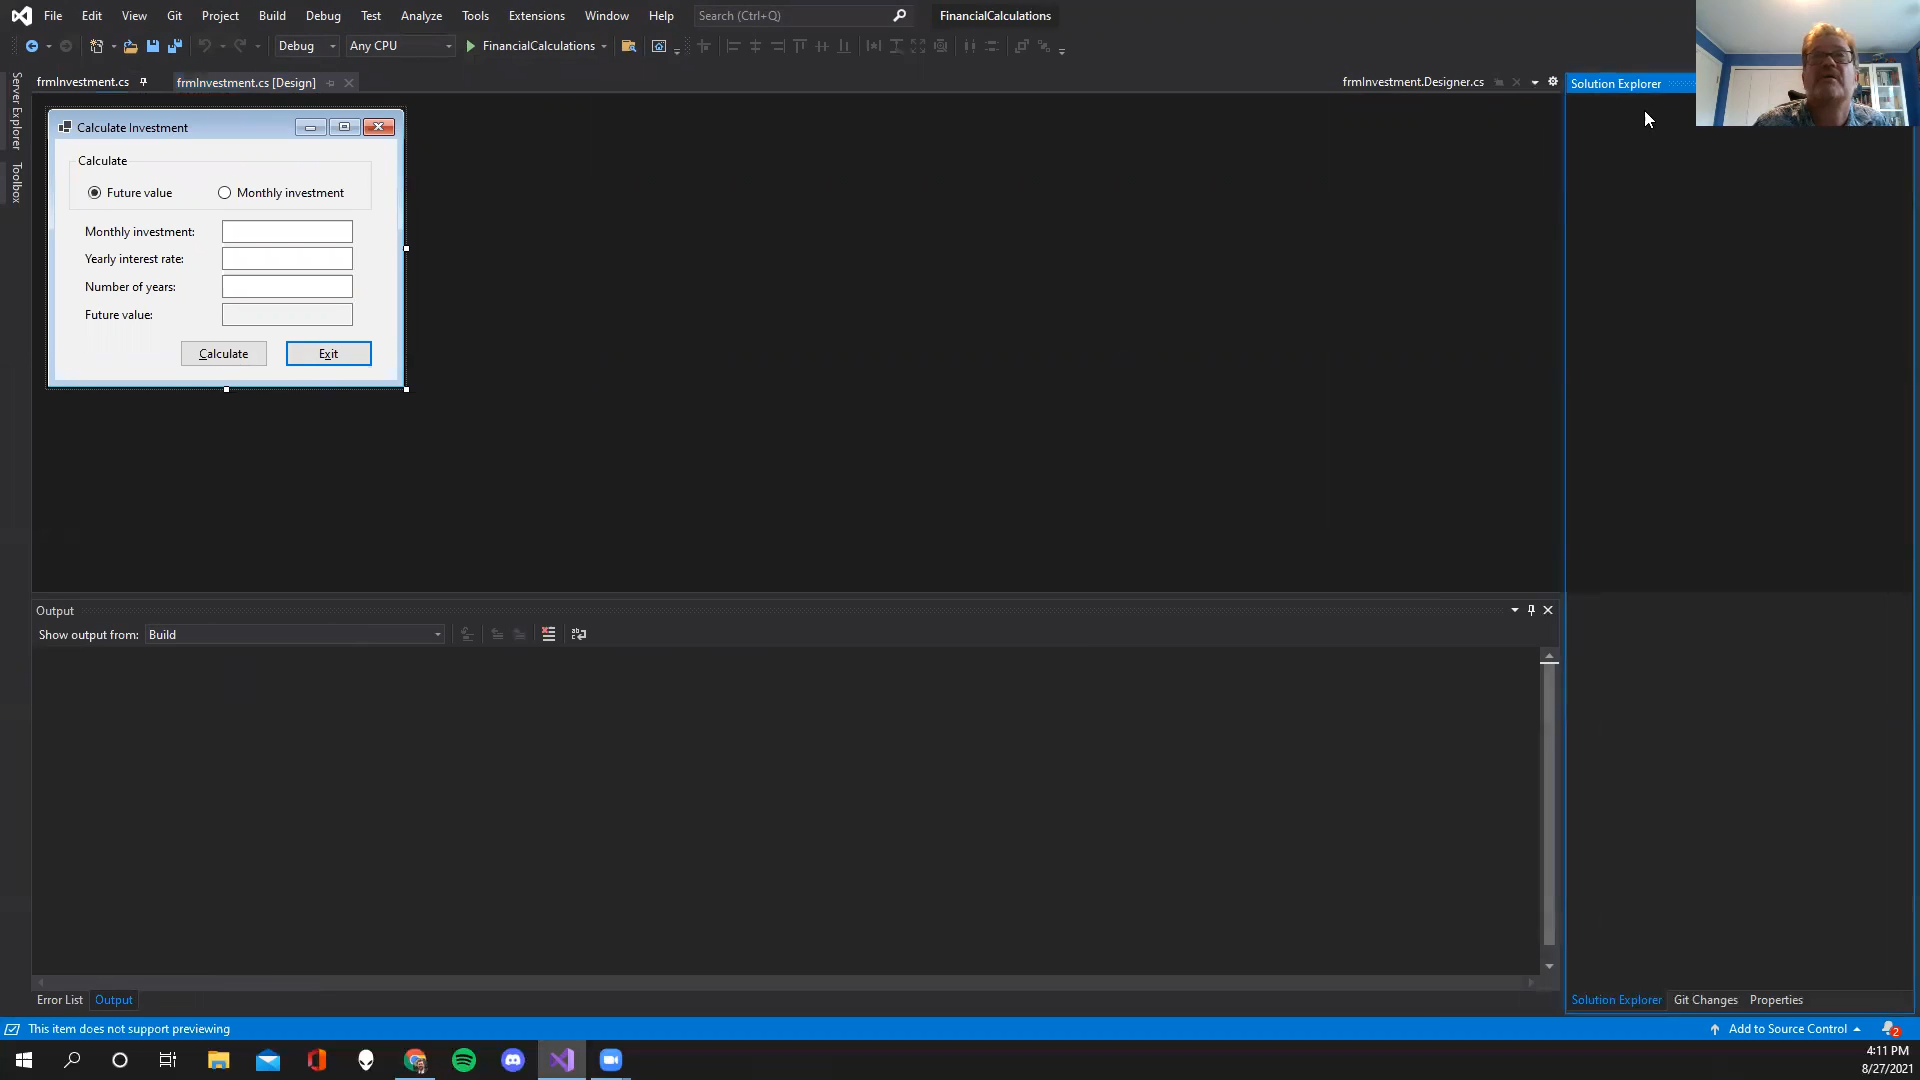 File Edit View Git Project Build Debug Test Analyze Tools Extensions Window Help Search (Ctrl+Q) FinancialCalculations
Debug Any CPU FinancialCalculations
frmInvestment.cs frmInvestment.cs [Design] frmInvestment.Designer.cs Solution Explorer
Server Explorer
Toolbox
Calculate Investment
Calculate
Future value Monthly investment
Monthly investment:
Yearly interest rate:
Number of years:
Future value:
Calculate Exit
Output
Show output from: Build
Error List Output
Solution Explorer Git Changes Properties
This item does not support previewing
Add to Source Control 2
4:11 PM
8/27/2021